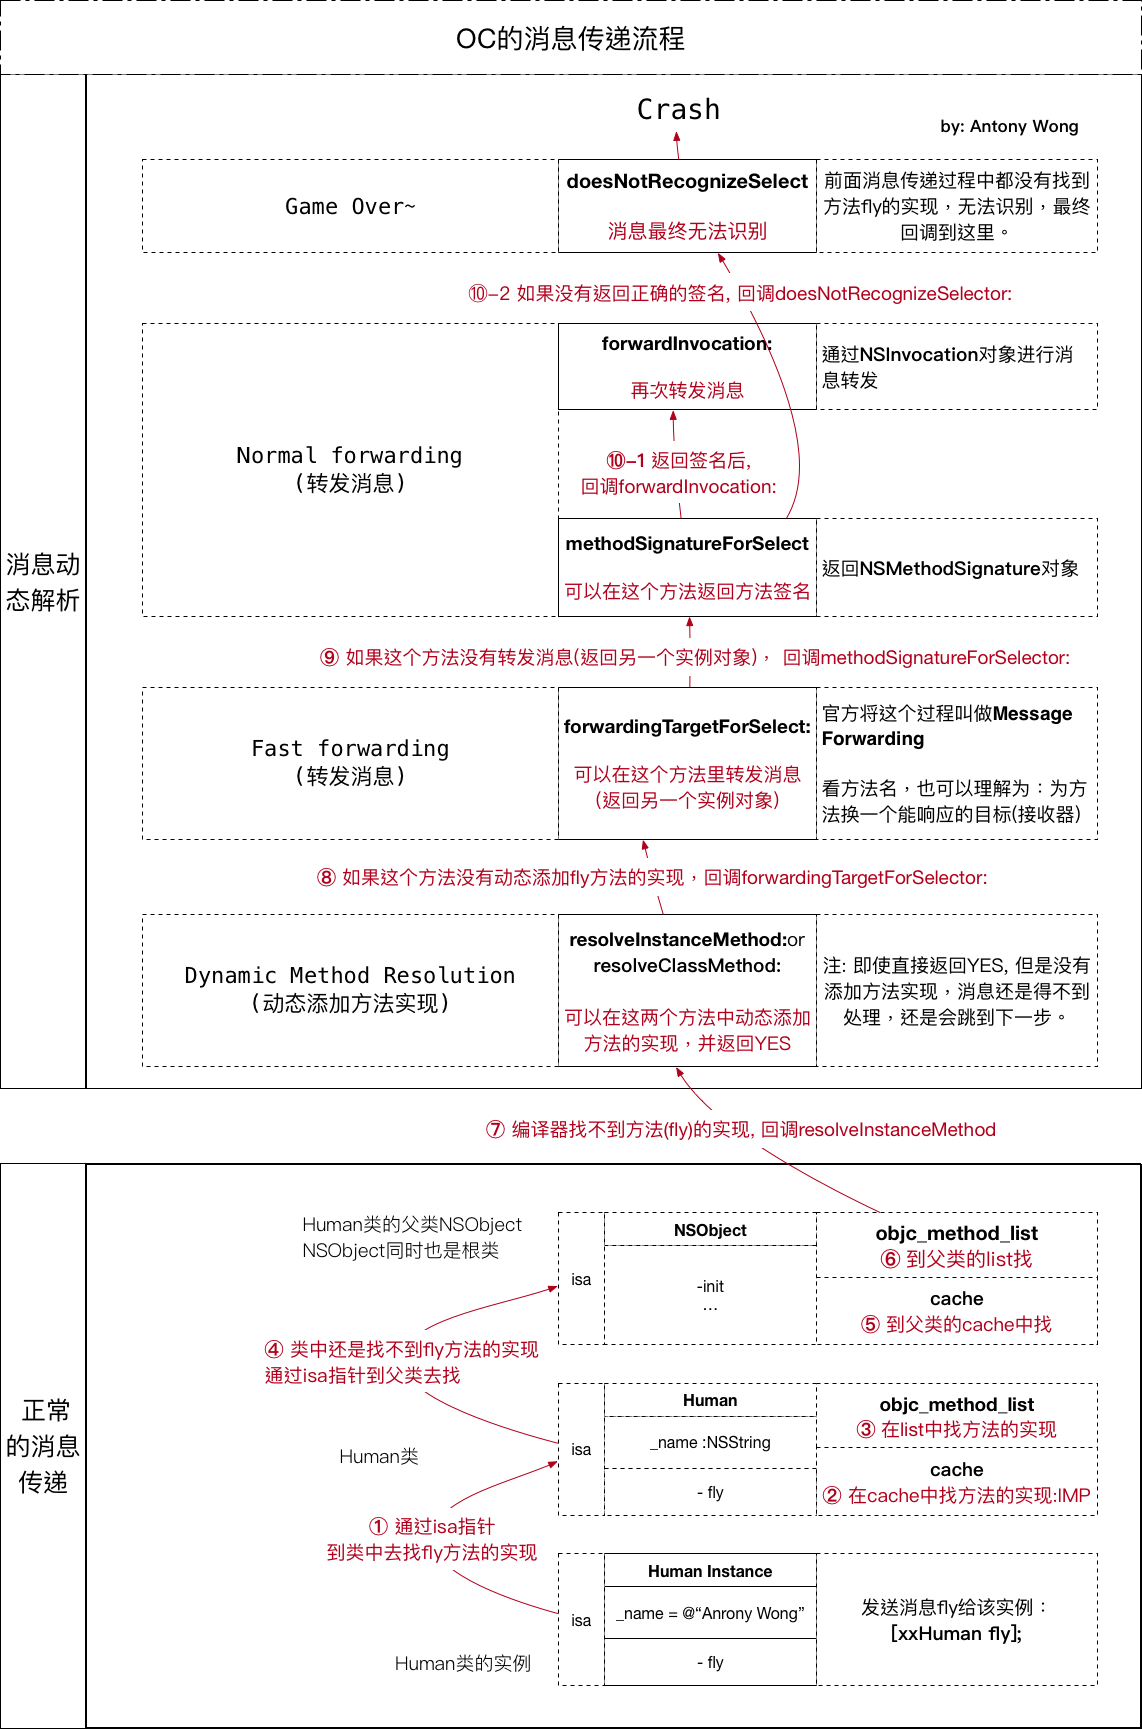 OC的消息传递流程
Crash
by: Antony Wong
Game Over~
doesNotRecognizeSelect
消息最终无法识别
前面消息传递过程中都没有找到
方法fly的实现，无法识别，最终
回调到这里。
⑩-2 如果没有返回正确的签名, 回调doesNotRecognizeSelector:
forwardInvocation:
再次转发消息
通过NSInvocation对象进行消
息转发
Normal forwarding
(转发消息)
⑩-1 返回签名后,
回调forwardInvocation:
methodSignatureForSelect
可以在这个方法返回方法签名
返回NSMethodSignature对象
消息动
态解析
⑨ 如果这个方法没有转发消息(返回另一个实例对象)， 回调methodSignatureForSelector:
Fast forwarding
(转发消息)
forwardingTargetForSelect:
可以在这个方法里转发消息
(返回另一个实例对象)
官方将这个过程叫做Message
Forwarding
看方法名，也可以理解为：为方
法换一个能响应的目标(接收器)
⑧ 如果这个方法没有动态添加fly方法的实现，回调forwardingTargetForSelector:
Dynamic Method Resolution
(动态添加方法实现)
resolveInstanceMethod:or
resolveClassMethod:
可以在这两个方法中动态添加
方法的实现，并返回YES
注: 即使直接返回YES, 但是没有
添加方法实现，消息还是得不到
处理，还是会跳到下一步。
⑦ 编译器找不到方法(fly)的实现, 回调resolveInstanceMethod
Human类的父类NSObject
NSObject同时也是根类
isa
NSObject
-init
...
objc_method_list
⑥ 到父类的list找
cache
⑤ 到父类的cache中找
④ 类中还是找不到fly方法的实现
通过isa指针到父类去找
正常
的消息
传递
Human类
isa
Human
_name :NSString
- fly
objc_method_list
③ 在list中找方法的实现
cache
② 在cache中找方法的实现:IMP
① 通过isa指针
到类中去找fly方法的实现
Human类的实例
isa
Human Instance
_name = @“Anrony Wong”
- fly
发送消息fly给该实例：
[xxHuman fly];